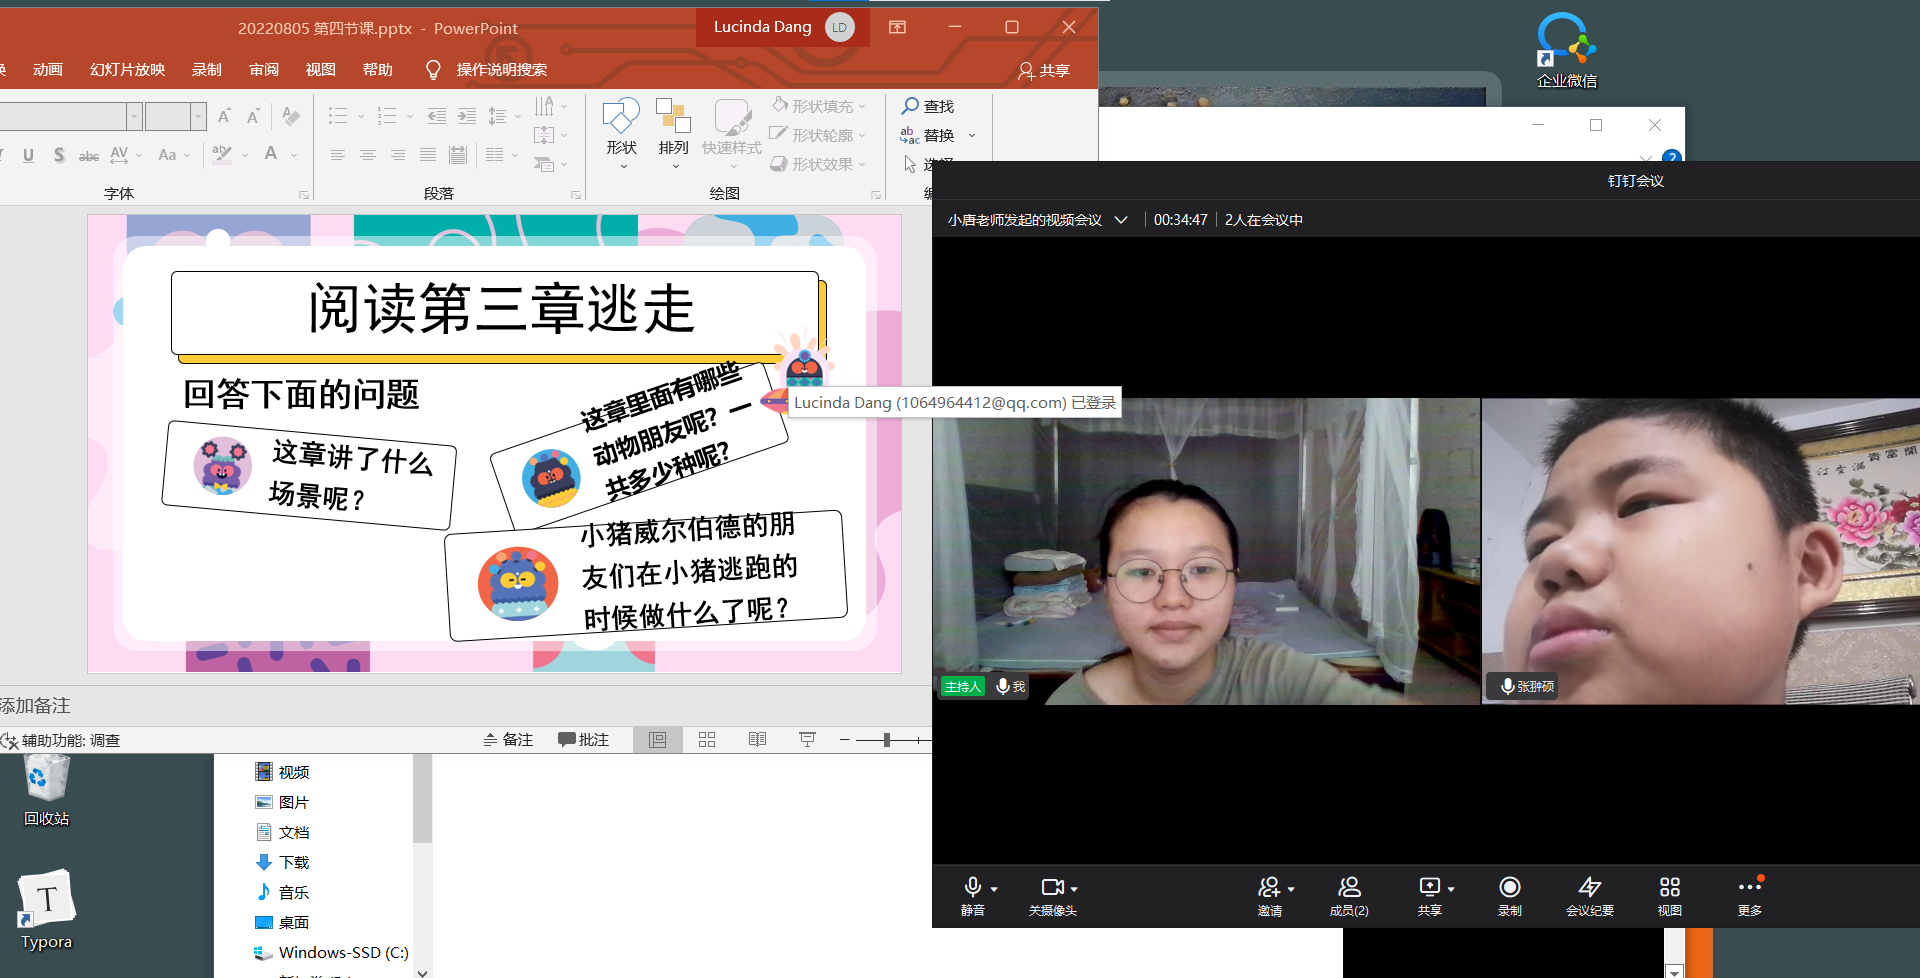 20220805 第四节课.pptx - PowerPoint
Lucinda Dang
LD
动画
幻灯片放映
录制
审阅
视图
帮助
操作说明搜索
共享
字体
段落
形状
排列
快速样式
形状填充
形状轮廓
形状效果
绘图
查找
替换
企业微信
2
阅读第三章逃走
回答下面的问题
这章讲了什么
场景呢？
这章里面有哪些
动物朋友呢？一
共多少种呢？
小猪威尔伯德的朋
友们在小猪逃跑的
时候做什么了呢？
Lucinda Dang (1064964412@qq.com) 已登录
添加备注
辅助功能: 调查
备注
批注
回收站
Typora
视频
图片
文档
下载
音乐
桌面
Windows-SSD (C:)
钉钉会议
小唐老师发起的视频会议
00:34:47
2人在会议中
富貴滿堂紅
主持人
我
张翀硕
静音
关摄像头
邀请
成员(2)
共享
录制
会议纪要
视图
更多